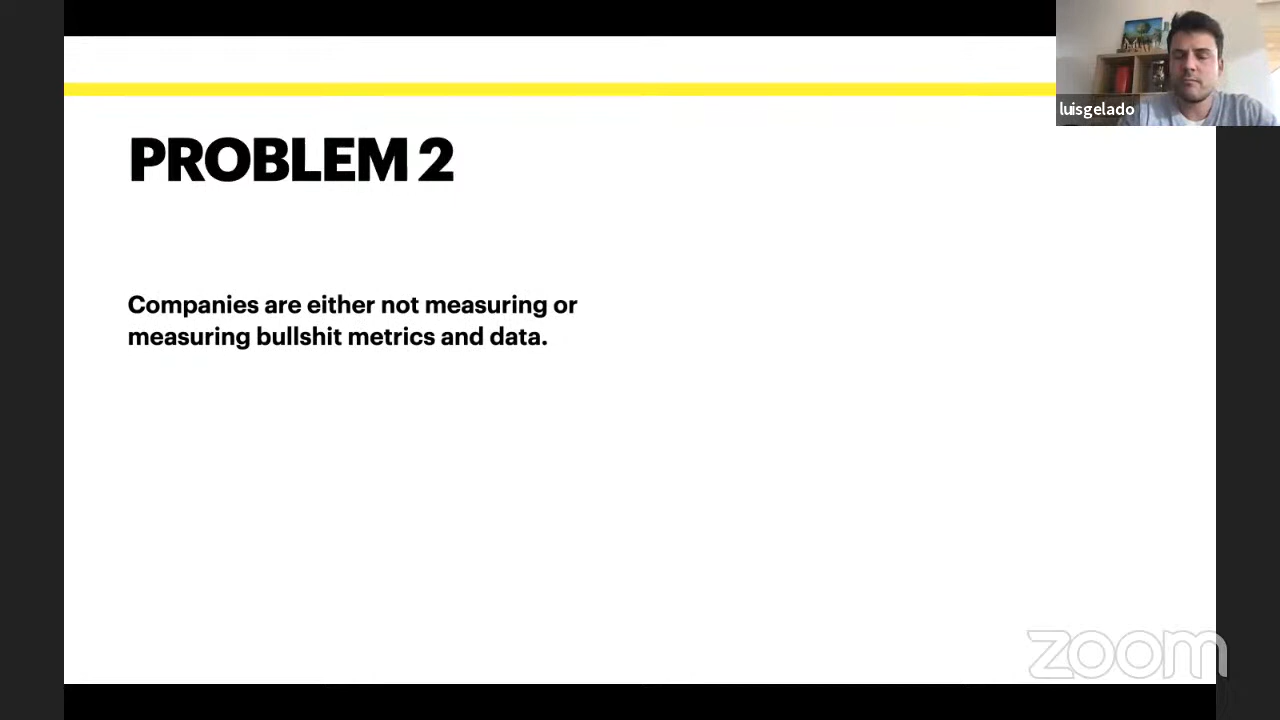 luisgelado
PROBLEM 2
Companies are either not measuring or
measuring bullshit metrics and data.
zoom